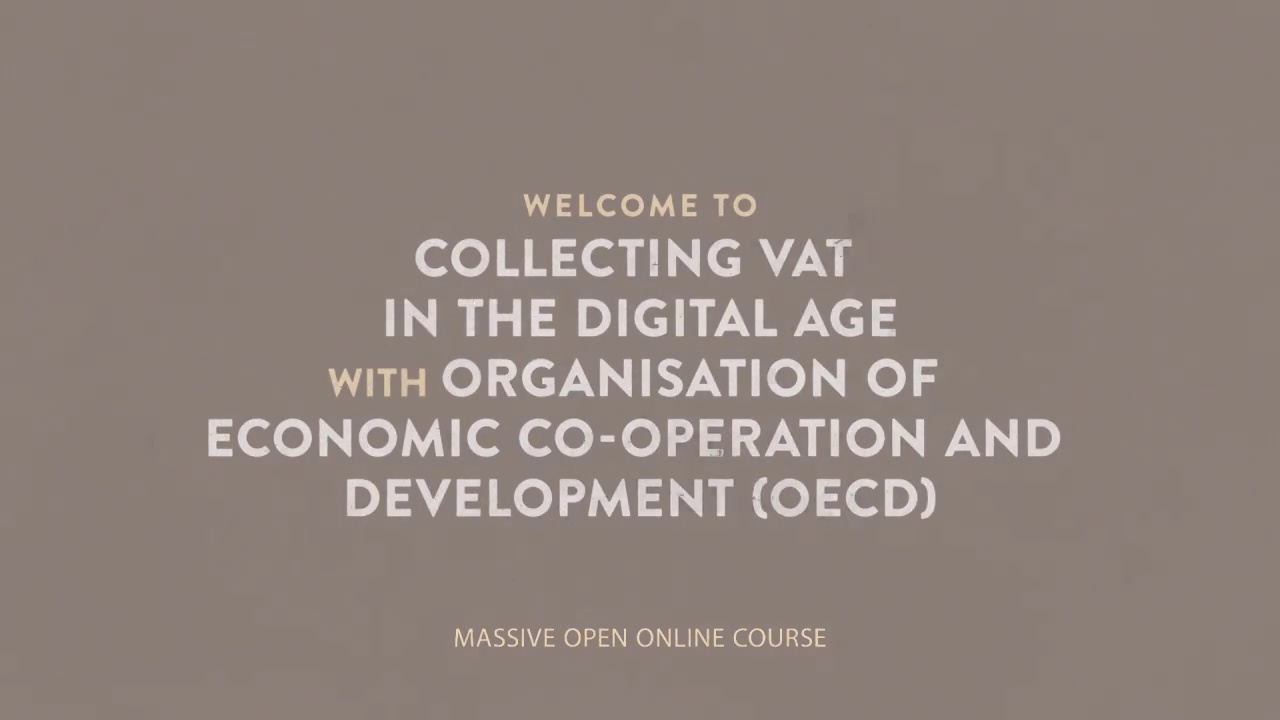 WELCOME TO
COLLECTING VAT
IN THE DIGITAL AGE
WITH ORGANISATION OF
ECONOMIC CO-OPERATION AND
DEVELOPMENT (OECD)
MASSIVE OPEN ONLINE COURSE